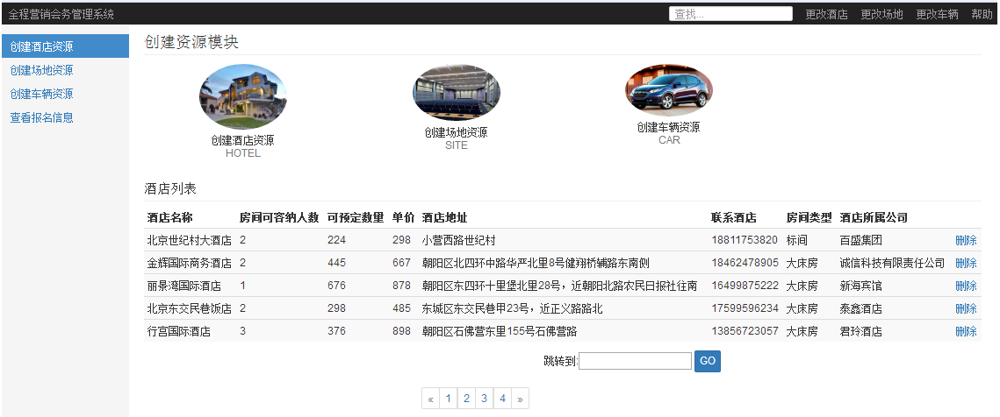 全程营销会务管理系统 查找... 更改酒店 更改场地 更改车辆 帮助
创建酒店资源
创建场地资源
创建车辆资源
查看报名信息
创建资源模块
创建酒店资源
HOTEL
创建场地资源
SITE
创建车辆资源
CAR
酒店列表
酒店名称 房间可容纳人数 可预定数量 单价 酒店地址 联系酒店 房间类型 酒店所属公司
北京世纪村大酒店 2 224 298 小营西路世纪村 18811753820 标间 百盛集团 删除
金辉国际商务酒店 2 445 667 朝阳区北四环中路华严北里8号健翔桥辅路东南侧 18462478905 大床房 诚信科技有限责任公司 删除
丽景湾国际酒店 1 676 878 朝阳区东四环十里堡北里28号，近朝阳北路农民日报社往南 16499875222 大床房 新海宾馆 删除
北京东交民巷饭店 2 298 485 东城区东交民巷甲23号，近正义路路北 17599596234 大床房 泰鑫酒店 删除
行宫国际酒店 3 376 898 朝阳区石佛营东里155号石佛营路 13856723057 大床房 君玲酒店 删除
跳转到: GO
« 1 2 3 4 »